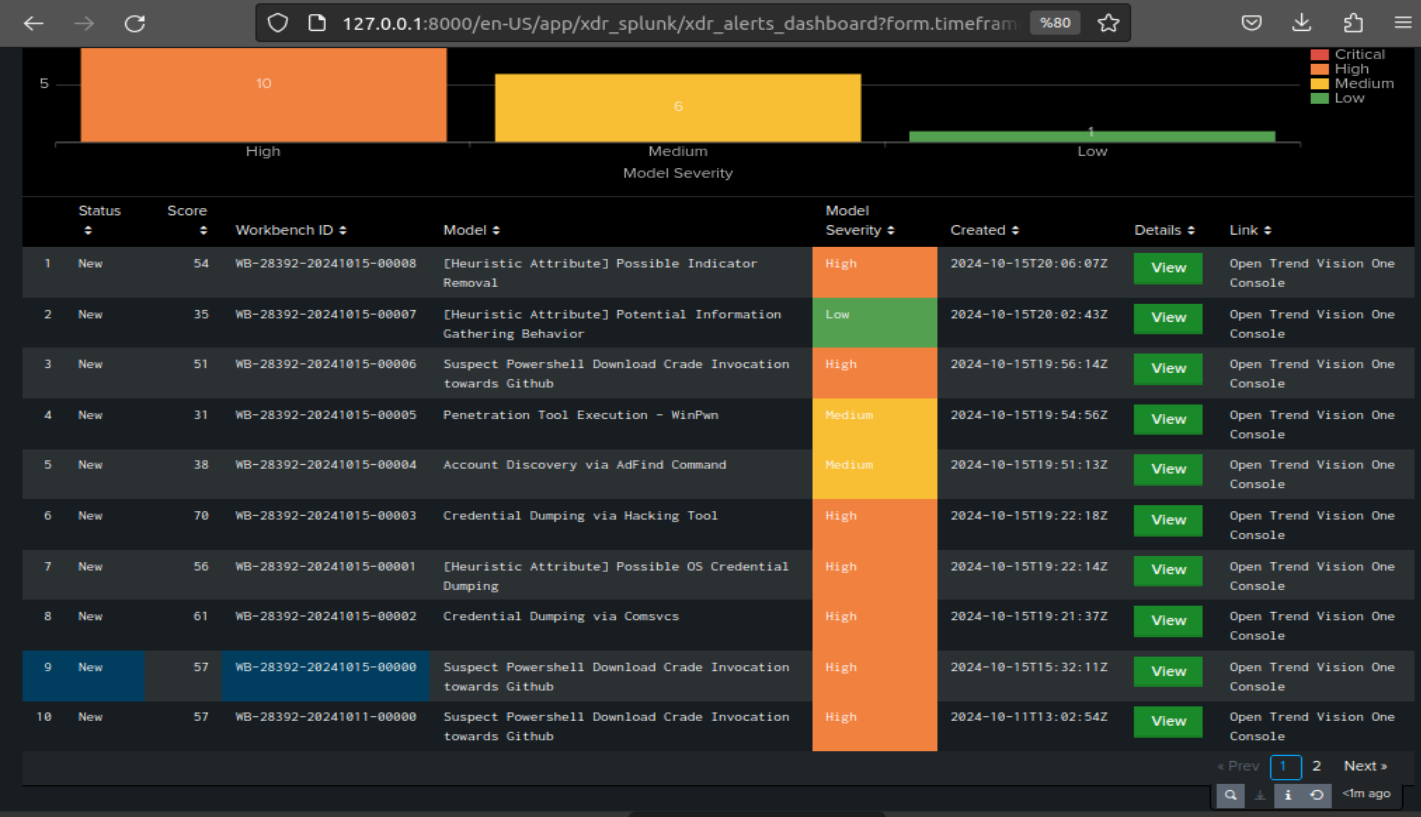 127.0.0.1:8000/en-US/app/xdr_splunk/xdr_alerts_dashboard?form.timefram
%80
Critical
High
Medium
Low
5
10
6
1
High
Medium
Low
Model Severity
Status Score Workbench ID Model Model Severity Created Details Link
1 New 54 WB-28392-20241015-00008 [Heuristic Attribute] Possible Indicator High 2024-10-15T20:06:07Z View Open Trend Vision One
Removal Console
2 New 35 WB-28392-20241015-00007 [Heuristic Attribute] Potential Information Low 2024-10-15T20:02:43Z View Open Trend Vision One
Gathering Behavior Console
3 New 51 WB-28392-20241015-00006 Suspect Powershell Download Crade Invocation High 2024-10-15T19:56:14Z View Open Trend Vision One
towards Github Console
4 New 31 WB-28392-20241015-00005 Penetration Tool Execution - WinPwn Medium 2024-10-15T19:54:56Z View Open Trend Vision One
Console
5 New 38 WB-28392-20241015-00004 Account Discovery via AdFind Command Medium 2024-10-15T19:51:13Z View Open Trend Vision One
Console
6 New 70 WB-28392-20241015-00003 Credential Dumping via Hacking Tool High 2024-10-15T19:22:18Z View Open Trend Vision One
Console
7 New 56 WB-28392-20241015-00001 [Heuristic Attribute] Possible OS Credential High 2024-10-15T19:22:14Z View Open Trend Vision One
Dumping Console
8 New 61 WB-28392-20241015-00002 Credential Dumping via Comsvcs High 2024-10-15T19:21:37Z View Open Trend Vision One
Console
9 New 57 WB-28392-20241015-00000 Suspect Powershell Download Crade Invocation High 2024-10-15T15:32:11Z View Open Trend Vision One
towards Github Console
10 New 57 WB-28392-20241011-00000 Suspect Powershell Download Crade Invocation High 2024-10-11T13:02:54Z View Open Trend Vision One
towards Github Console
« Prev 1 2 Next »
<1m ago